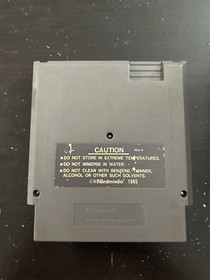 CAUTION
•DO NOT STORE IN EXTREME TEMPERATURES.
•DO NOT IMMERSE IN WATER.
•DO NOT CLEAN WITH BENZENE, THINNER,
ALCOHOL OR OTHER SUCH SOLVENTS.
Nintendo 1985